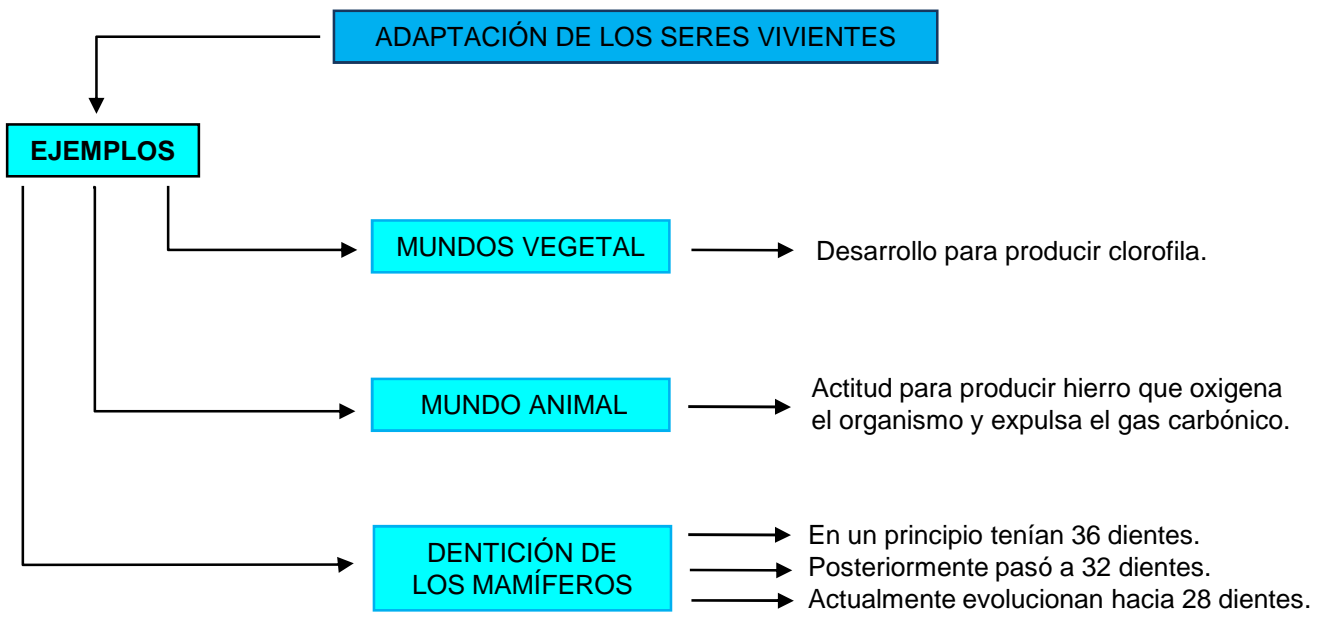 ADAPTACIÓN DE LOS SERES VIVIENTES
EJEMPLOS
MUNDOS VEGETAL
Desarrollo para producir clorofila.
MUNDO ANIMAL
Actitud para producir hierro que oxigena
el organismo y expulsa el gas carbónico.
DENTICIÓN DE
LOS MAMÍFEROS
En un principio tenían 36 dientes.
Posteriormente pasó a 32 dientes.
Actualmente evolucionan hacia 28 dientes.